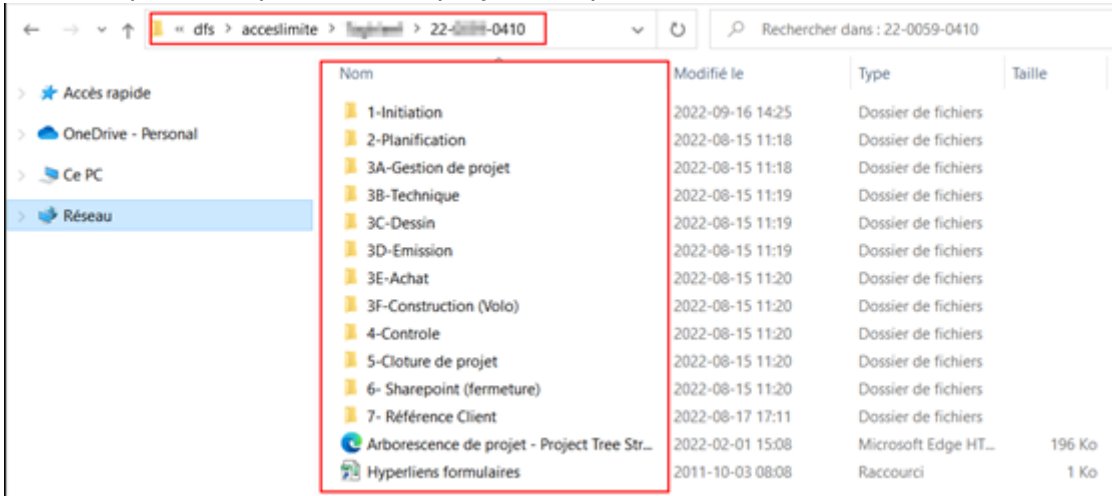 « dfs > acceslimite > > 22- -0410
Rechercher dans : 22-0059-0410
Nom Modifié le Type Taille
Accès rapide
OneDrive - Personal
Ce PC
Réseau
1-Initiation 2022-09-16 14:25 Dossier de fichiers
2-Planification 2022-08-15 11:18 Dossier de fichiers
3A-Gestion de projet 2022-08-15 11:18 Dossier de fichiers
3B-Technique 2022-08-15 11:19 Dossier de fichiers
3C-Dessin 2022-08-15 11:19 Dossier de fichiers
3D-Emission 2022-08-15 11:19 Dossier de fichiers
3E-Achat 2022-08-15 11:20 Dossier de fichiers
3F-Construction (Volo) 2022-08-15 11:20 Dossier de fichiers
4-Controle 2022-08-15 11:20 Dossier de fichiers
5-Cloture de projet 2022-08-15 11:20 Dossier de fichiers
6- Sharepoint (fermeture) 2022-08-15 11:20 Dossier de fichiers
7- Référence Client 2022-08-17 17:11 Dossier de fichiers
Arborescence de projet - Project Tree Str... 2022-02-01 15:08 Microsoft Edge HT... 196 Ko
Hyperliens formulaires 2011-10-03 08:08 Raccourci 1 Ko